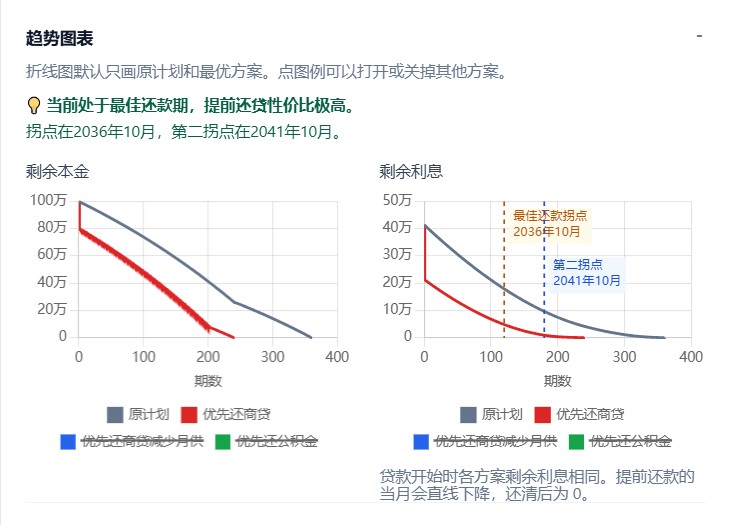 趋势图表
-
折线图默认只画原计划和最优方案。点图例可以打开或关掉其他方案。
💡 当前处于最佳还款期，提前还贷性价比极高。
拐点在2036年10月，第二拐点在2041年10月。
剩余本金
100万
80万
60万
40万
20万
0
0 100 200 300 400
期数
原计划 优先还商贷
优先还商贷减少月供 优先还公积金
剩余利息
50万
40万
30万
20万
10万
0
最佳还款拐点
2036年10月
第二拐点
2041年10月
0 100 200 300 400
期数
原计划 优先还商贷
优先还商贷减少月供 优先还公积金
贷款开始时各方案剩余利息相同。提前还款的
当月会直线下降，还清后为 0。